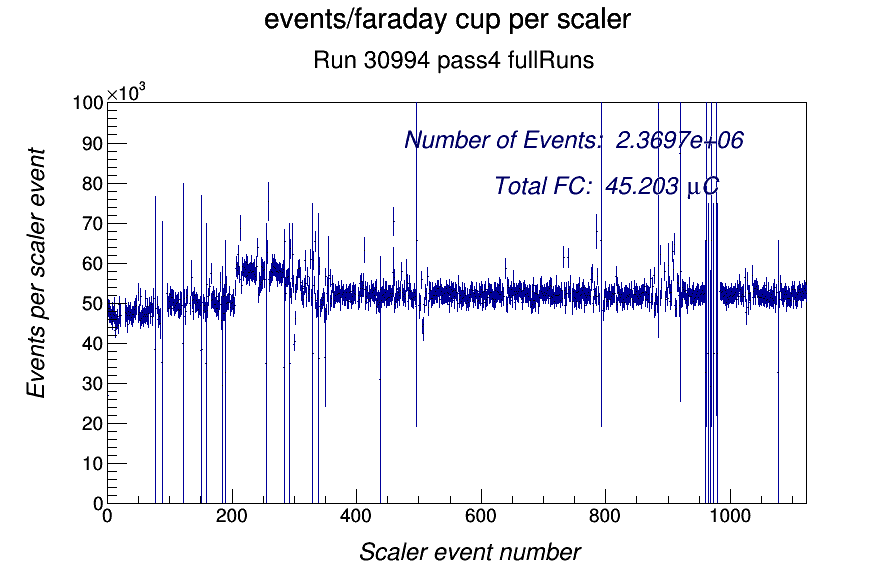 events/faraday cup per scaler
Run 30994 pass4 fullRuns
×10³
100
90
80
70
60
50
40
30
20
10
0
Number of Events: 2.3697e+06
Total FC: 45.203 μC
Events per scaler event
0 200 400 600 800 1000
Scaler event number